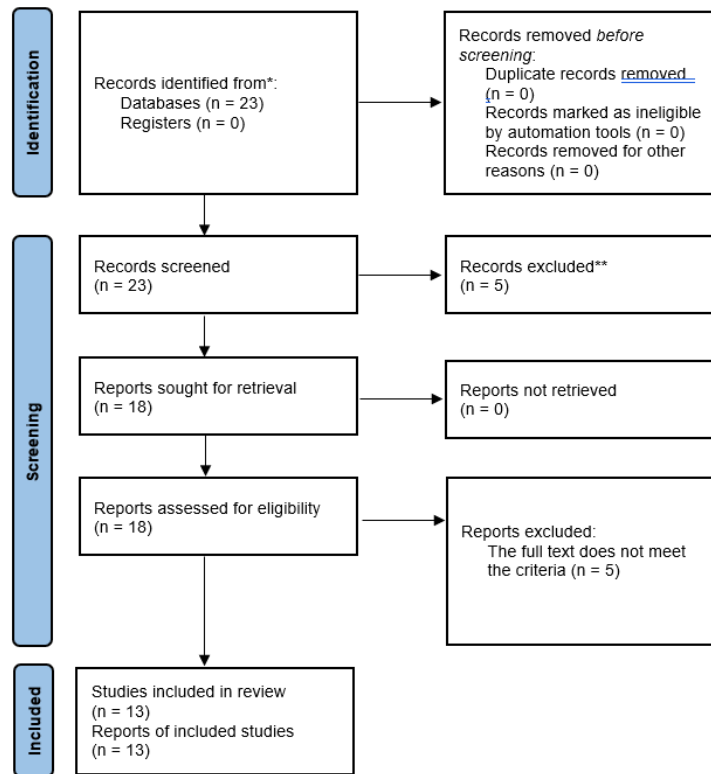 Identification
Records identified from*:
Databases (n = 23)
Registers (n = 0)
Records removed before
screening:
Duplicate records removed
(n = 0)
Records marked as ineligible
by automation tools (n = 0)
Records removed for other
reasons (n = 0)
Screening
Records screened
(n = 23)
Records excluded**
(n = 5)
Reports sought for retrieval
(n = 18)
Reports not retrieved
(n = 0)
Reports assessed for eligibility
(n = 18)
Reports excluded:
The full text does not meet
the criteria (n = 5)
Included
Studies included in review
(n = 13)
Reports of included studies
(n = 13)